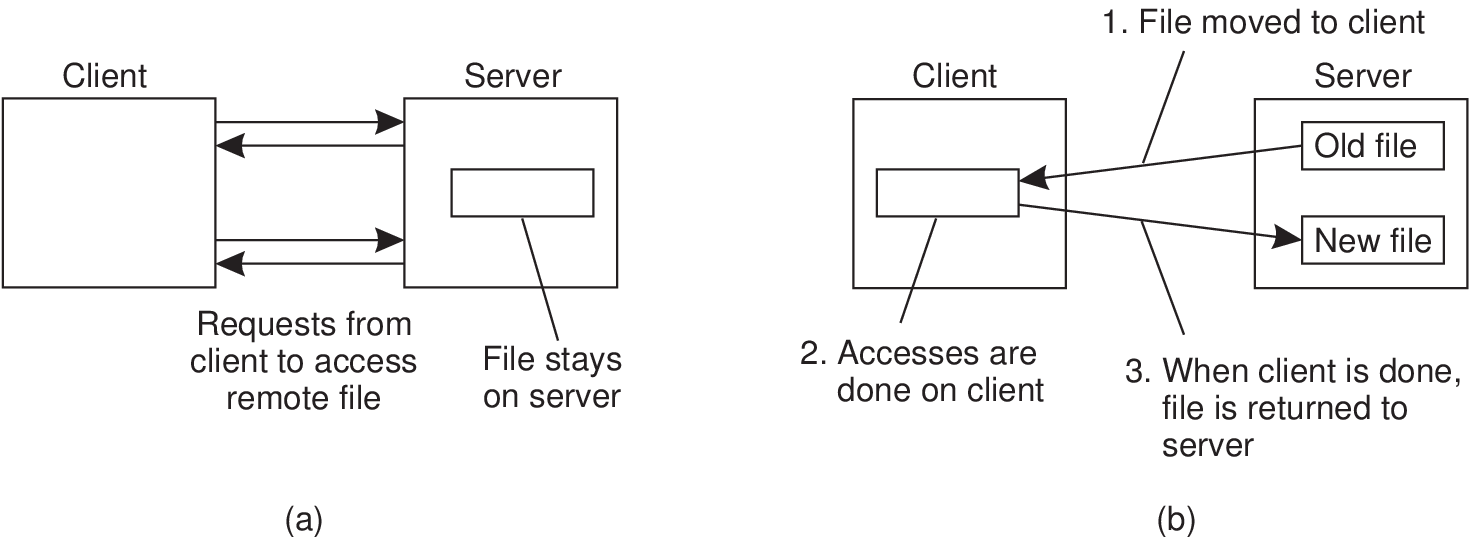 Client
Server
Requests from
client to access
remote file
File stays
on server
(a)
1. File moved to client
Client
Server
Old file
New file
2. Accesses are
done on client
3. When client is done,
file is returned to
server
(b)